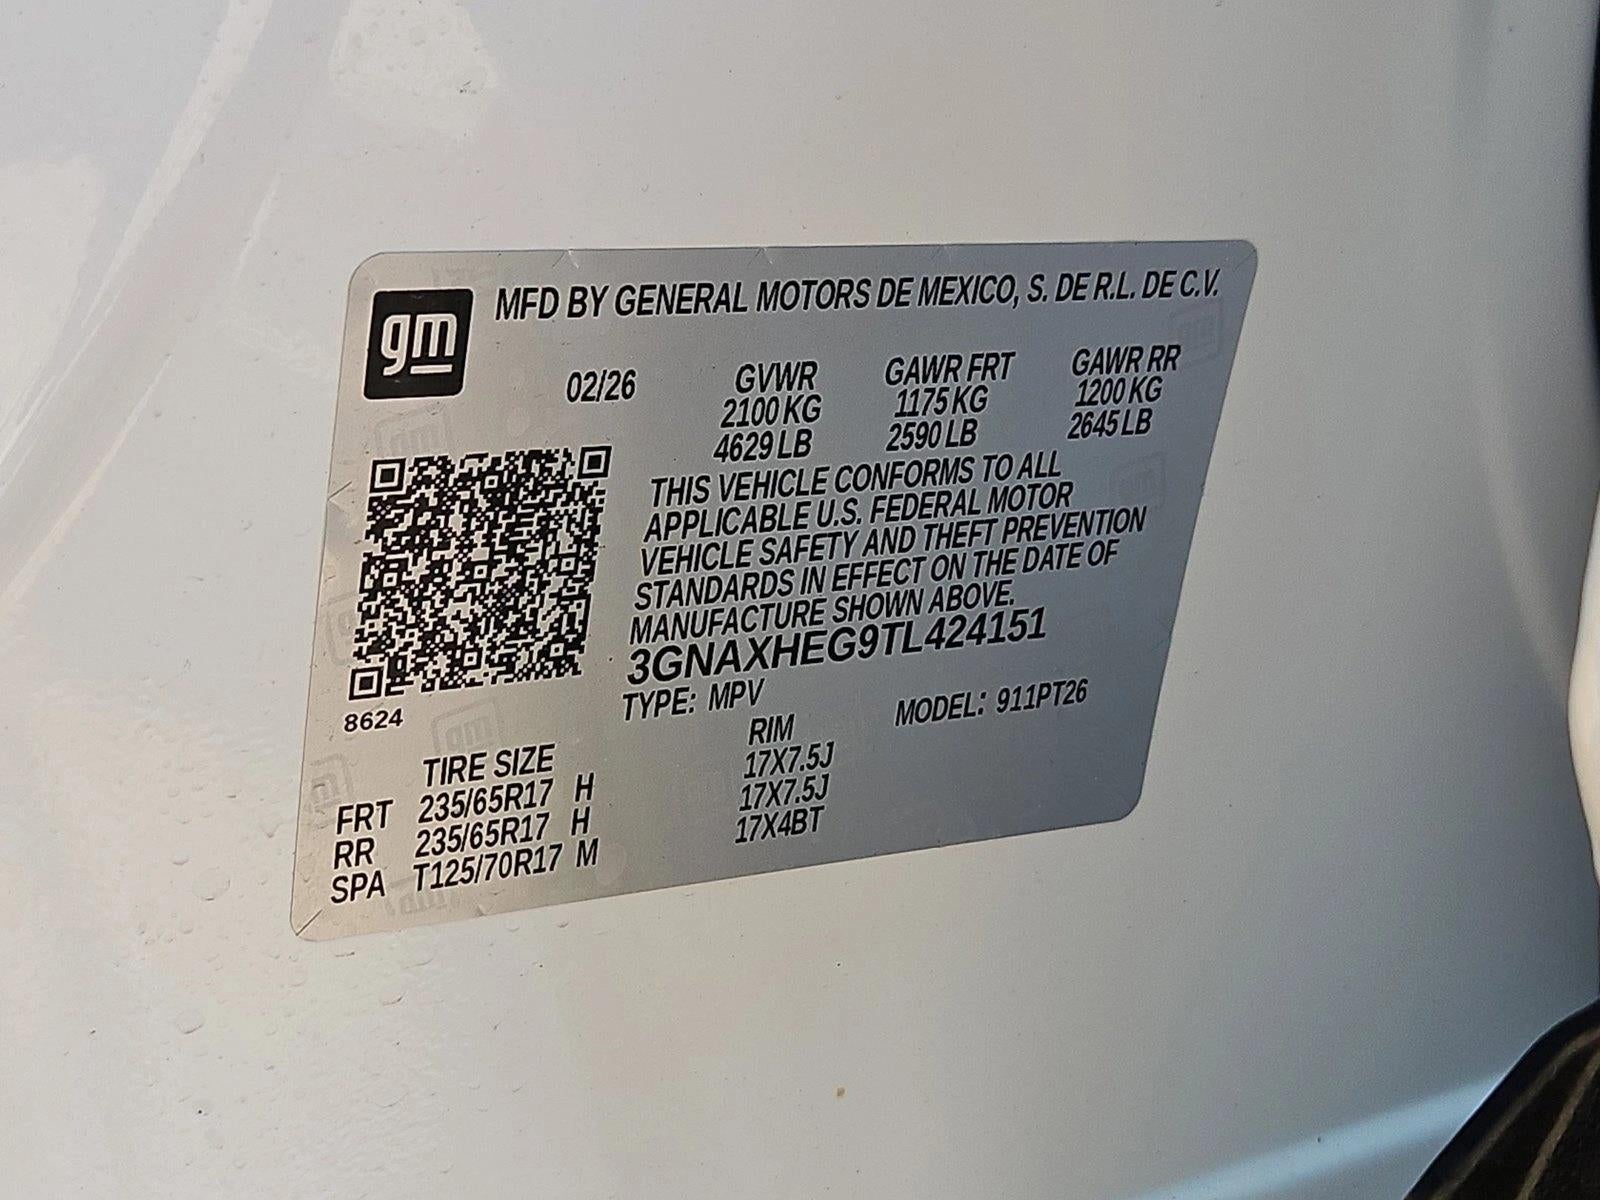 gm
MFD BY GENERAL MOTORS DE MEXICO, S. DE R.L. DE C.V.
02/26 GVWR GAWR FRT GAWR RR
2100 KG 1175 KG 1200 KG
4629 LB 2590 LB 2645 LB
THIS VEHICLE CONFORMS TO ALL
APPLICABLE U.S. FEDERAL MOTOR
VEHICLE SAFETY AND THEFT PREVENTION
STANDARDS IN EFFECT ON THE DATE OF
MANUFACTURE SHOWN ABOVE.
3GNAXHEG9TL424151
TYPE: MPV MODEL: 911PT26
8624
TIRE SIZE RIM
FRT 235/65R17 H 17X7.5J
RR 235/65R17 H 17X7.5J
SPA T125/70R17 M 17X4BT